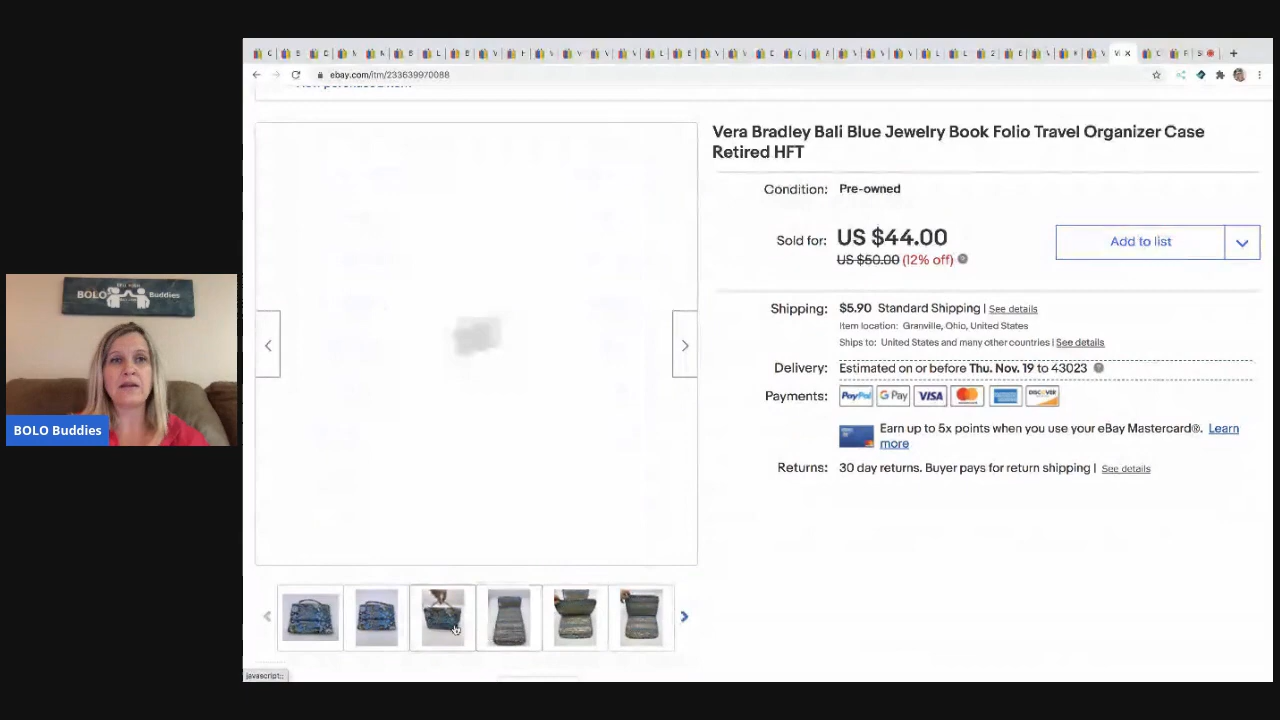 ebay.com/itm/233639970088
Vera Bradley Bali Blue Jewelry Book Folio Travel Organizer Case
Retired HFT
Condition: Pre-owned
Sold for: US $44.00
Add to list
US $50.00 (12% off)
Shipping: $5.90 Standard Shipping | See details
Item location: Granville, Ohio, United States
Ships to: United States and many other countries | See details
Delivery: Estimated on or before Thu. Nov. 19 to 43023
Payments: PayPal G Pay VISA
Earn up to 5x points when you use your eBay Mastercard®. Learn
more
Returns: 30 day returns. Buyer pays for return shipping | See details
BOLO Buddies
BOLO Buddies
javascript:;